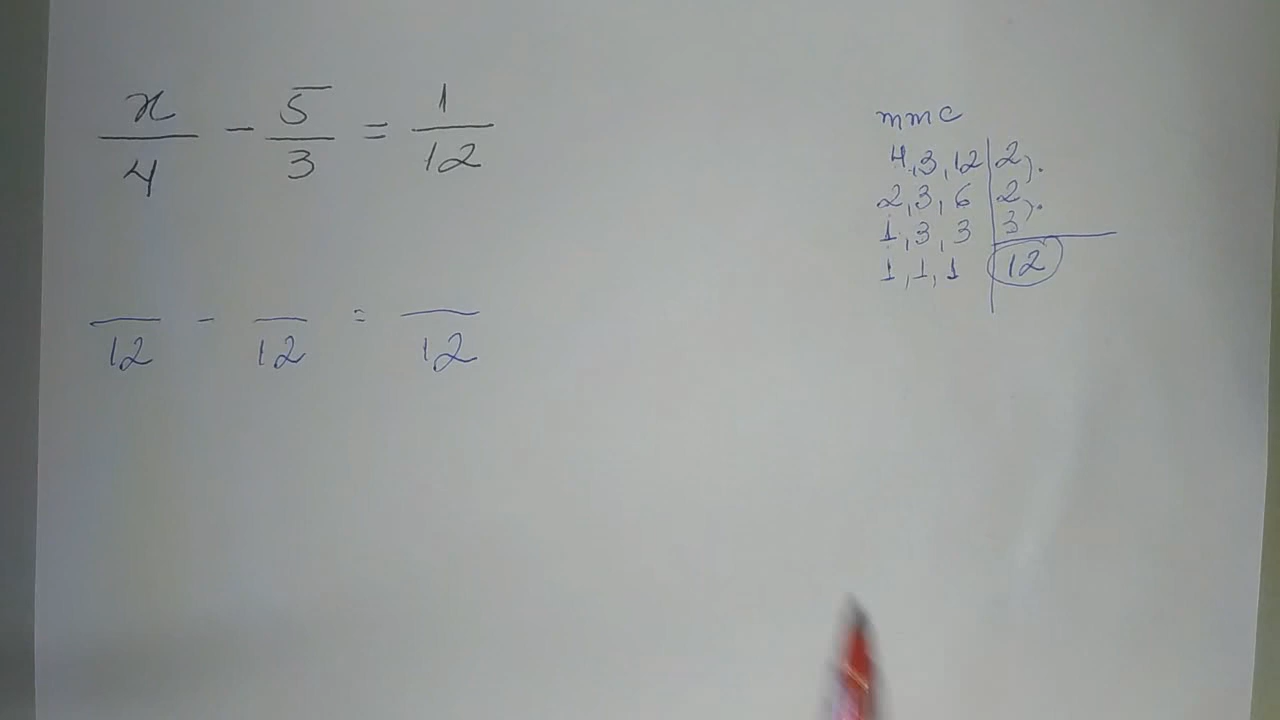 x/4 - 5/3 = 1/12
/12 - /12 = /12
mmc
4,3,12|2).
2,3,6|2).
1,3,3|3
1,1,1|12